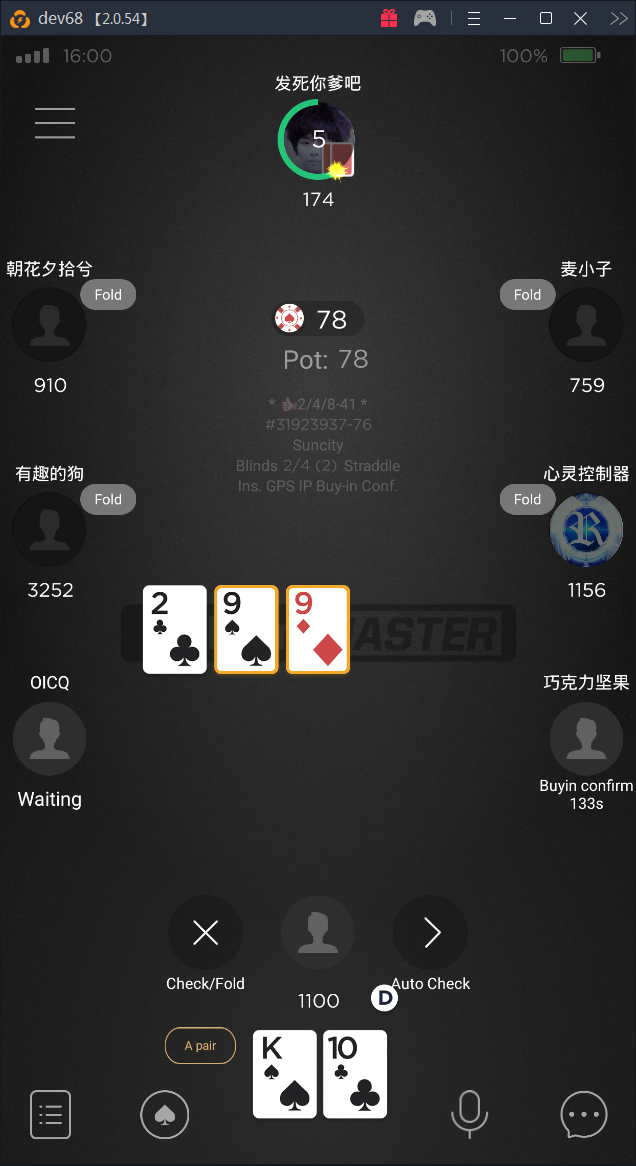 dev68 【2.0.54】
16:00
100%
发死你爹吧
5
174
朝花夕拾兮
Fold
910
麦小子
Fold
759
78
Pot: 78
* 2/4/8-41 *
#31923937-76
Suncity
Blinds 2/4 (2) Straddle
Ins. GPS IP Buy-in Conf.
有趣的狗
Fold
3252
心灵控制器
Fold
R
1156
2
9
9
ASTER
OICQ
Waiting
巧克力坚果
Buyin confirm
133s
Check/Fold
Auto Check
1100
D
A pair
K
10